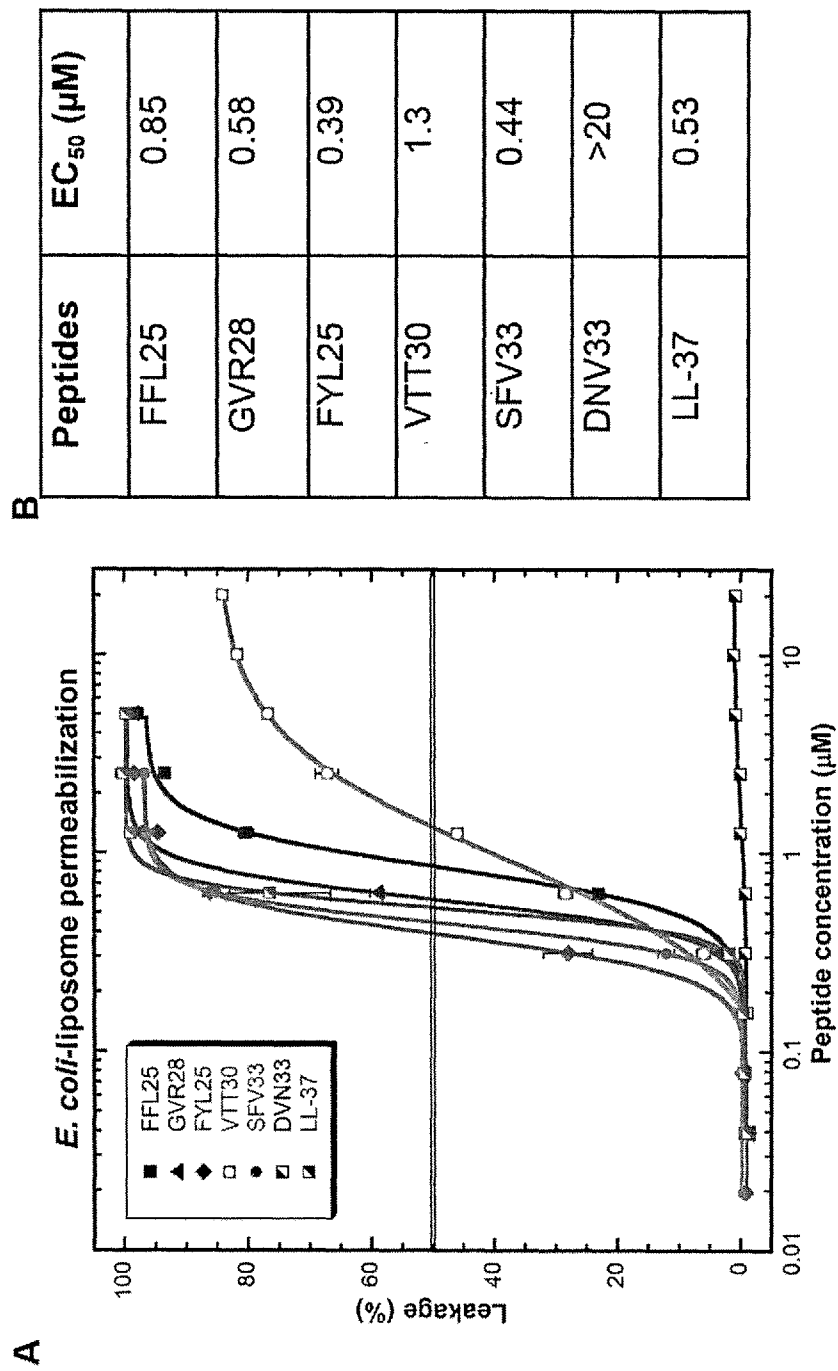 A
E. coli-liposome permeabilization
FFL25
GVR28
FYL25
VTT30
SFV33
DVN33
LL-37
Leakage (%)
100
80
60
40
20
0
0.01
0.1
1
10
Peptide concentration (µM)
B
Peptides EC50 (µM)
FFL25 0.85
GVR28 0.58
FYL25 0.39
VTT30 1.3
SFV33 0.44
DNV33 >20
LL-37 0.53